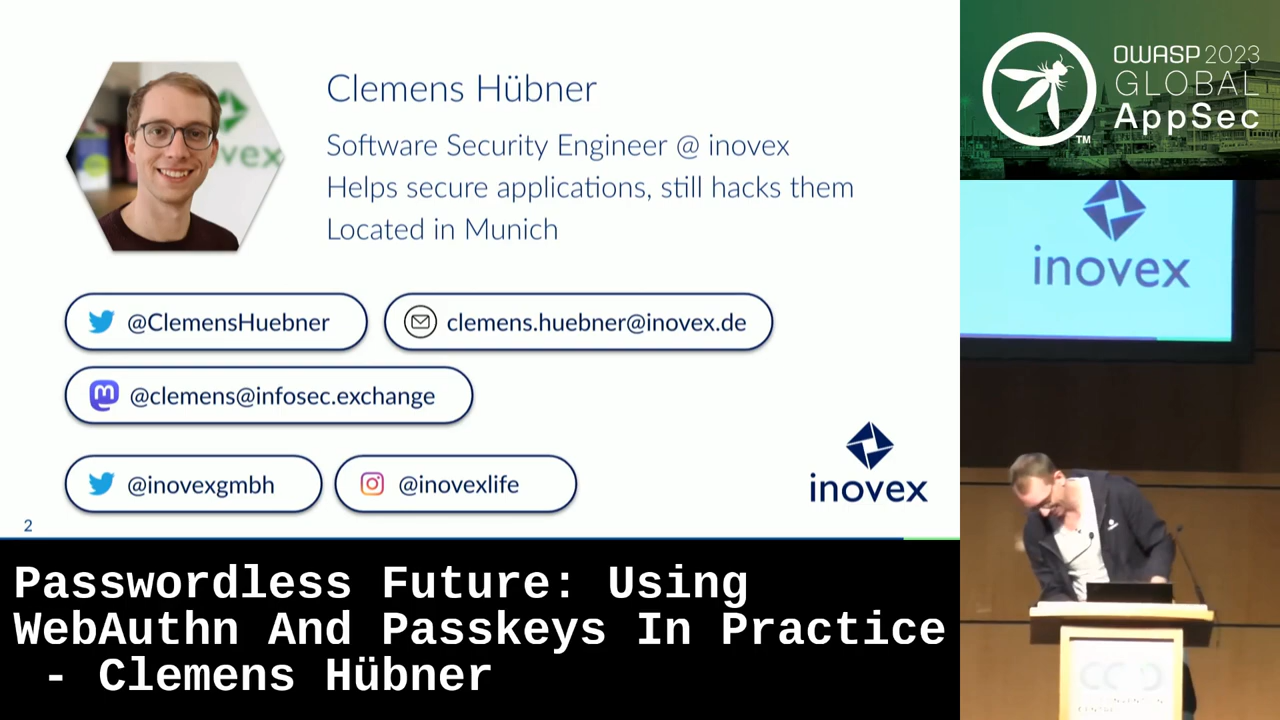 Clemens Hübner
Software Security Engineer @ inovex
Helps secure applications, still hacks them
Located in Munich
@ClemensHuebner
clemens.huebner@inovex.de
@clemens@infosec.exchange
@inovexgmbh
@inovexlife
inovex
2
OWASP 2023
GLOBAL
AppSec
TM
inovex
Passwordless Future: Using
WebAuthn And Passkeys In Practice
- Clemens Hübner